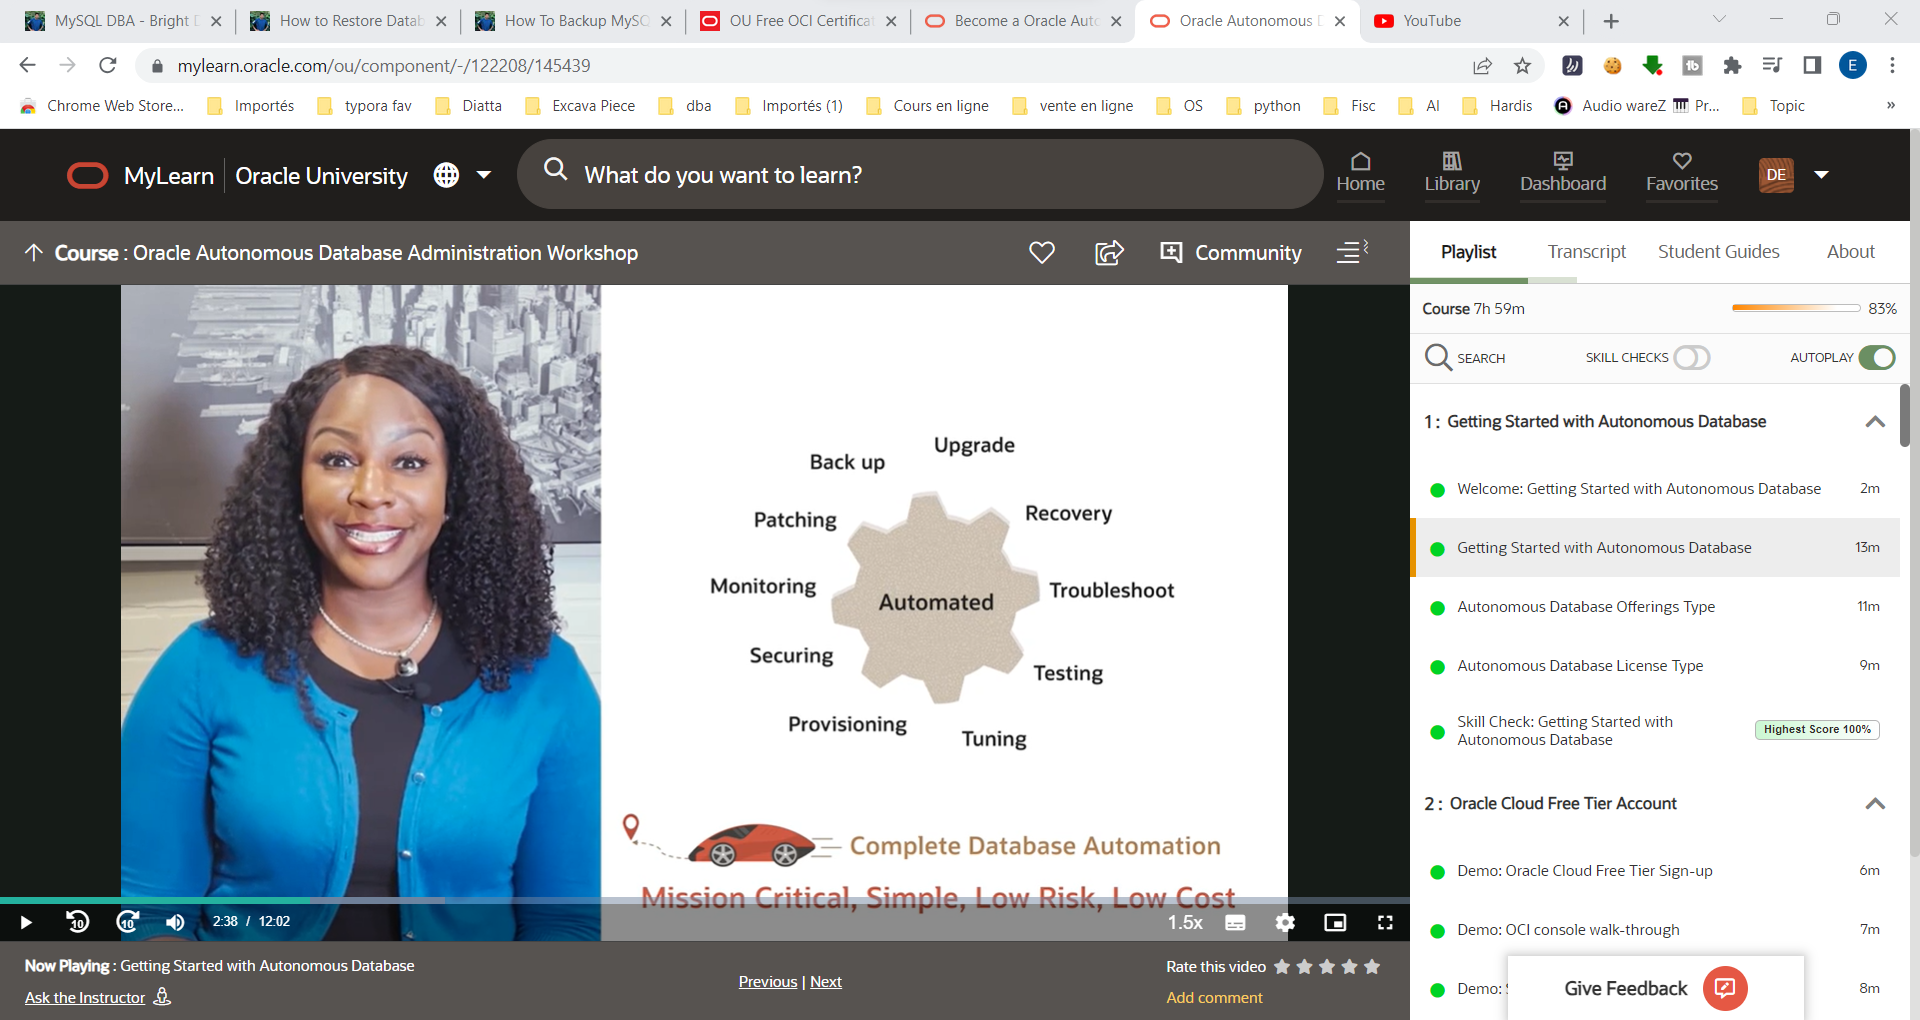 MySQL DBA - Bright
How to Restore Datab
How To Backup MySQ
OU Free OCI Certificat
Become a Oracle Auto
Oracle Autonomous
YouTube
mylearn.oracle.com/ou/component/-/122208/145439
E
Chrome Web Store...
Importés
typora fav
Diatta
Excava Piece
dba
Importés (1)
Cours en ligne
vente en ligne
OS
python
Fisc
AI
Hardis
Audio wareZ
Pr...
Topic
»
MyLearn
Oracle University
What do you want to learn?
Home
Library
Dashboard
Favorites
DE
Course : Oracle Autonomous Database Administration Workshop
Community
Back up
Upgrade
Patching
Recovery
Monitoring
Automated
Troubleshoot
Securing
Testing
Provisioning
Tuning
Complete Database Automation
Mission Critical, Simple, Low Risk, Low Cost
10
10
2:38 / 12:02
1.5x
Now Playing : Getting Started with Autonomous Database
Ask the Instructor
Previous | Next
Rate this video
Add comment
Playlist
Transcript
Student Guides
About
Course 7h 59m
83%
SEARCH
SKILL CHECKS
AUTOPLAY
1 : Getting Started with Autonomous Database
Welcome: Getting Started with Autonomous Database 2m
Getting Started with Autonomous Database 13m
Autonomous Database Offerings Type 11m
Autonomous Database License Type 9m
Skill Check: Getting Started with
Autonomous Database
Highest Score 100%
2 : Oracle Cloud Free Tier Account
Demo: Oracle Cloud Free Tier Sign-up 6m
Demo: OCI console walk-through 7m
Demo: 8m
Give Feedback